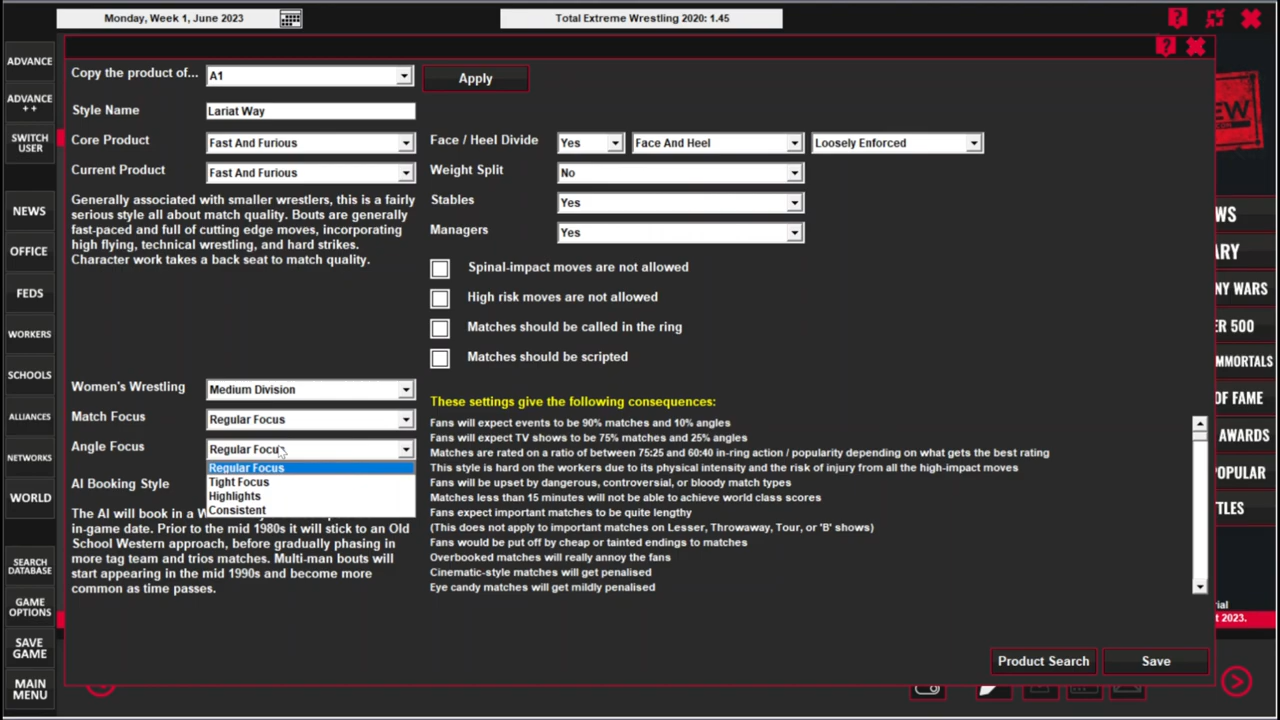 Monday, Week 1, June 2023
Total Extreme Wrestling 2020: 1.45
ADVANCE
ADVANCE
+ +
SWITCH
USER
NEWS
OFFICE
FEDS
WORKERS
SCHOOLS
ALLIANCES
NETWORKS
WORLD
SEARCH
DATABASE
GAME
OPTIONS
SAVE
GAME
MAIN
MENU
Copy the product of...
A1
Apply
Style Name
Lariat Way
Core Product
Fast And Furious
Current Product
Fast And Furious
Generally associated with smaller wrestlers, this is a fairly
serious style all about match quality. Bouts are generally
fast-paced and full of cutting edge moves, incorporating
high flying, technical wrestling, and hard strikes.
Character work takes a back seat to match quality.
Face / Heel Divide
Yes
Face And Heel
Loosely Enforced
Weight Split
No
Stables
Yes
Managers
Yes
Spinal-impact moves are not allowed
High risk moves are not allowed
Matches should be called in the ring
Matches should be scripted
Women's Wrestling
Medium Division
Match Focus
Regular Focus
Angle Focus
Regular Focus
Regular Focus
Tight Focus
Highlights
Consistent
AI Booking Style
The AI will book in a W
in-game date. Prior to the mid 1980s it will stick to an Old
School Western approach, before gradually phasing in
more tag team and trios matches. Multi-man bouts will
start appearing in the mid 1990s and become more
common as time passes.
These settings give the following consequences:
Fans will expect events to be 90% matches and 10% angles
Fans will expect TV shows to be 75% matches and 25% angles
Matches are rated on a ratio of between 75:25 and 60:40 in-ring action / popularity depending on what gets the best rating
This style is hard on the workers due to its physical intensity and the risk of injury from all the high-impact moves
Fans will be upset by dangerous, controversial, or bloody match types
Matches less than 15 minutes will not be able to achieve world class scores
Fans expect important matches to be quite lengthy
(This does not apply to important matches on Lesser, Throwaway, Tour, or 'B' shows)
Fans would be put off by cheap or tainted endings to matches
Overbooked matches will really annoy the fans
Cinematic-style matches will get penalised
Eye candy matches will get mildly penalised
Product Search
Save
EW
WS
ARY
NY WARS
ER 500
IMMORTALS
OF FAME
AWARDS
POPULAR
TLES
ial
t 2023.